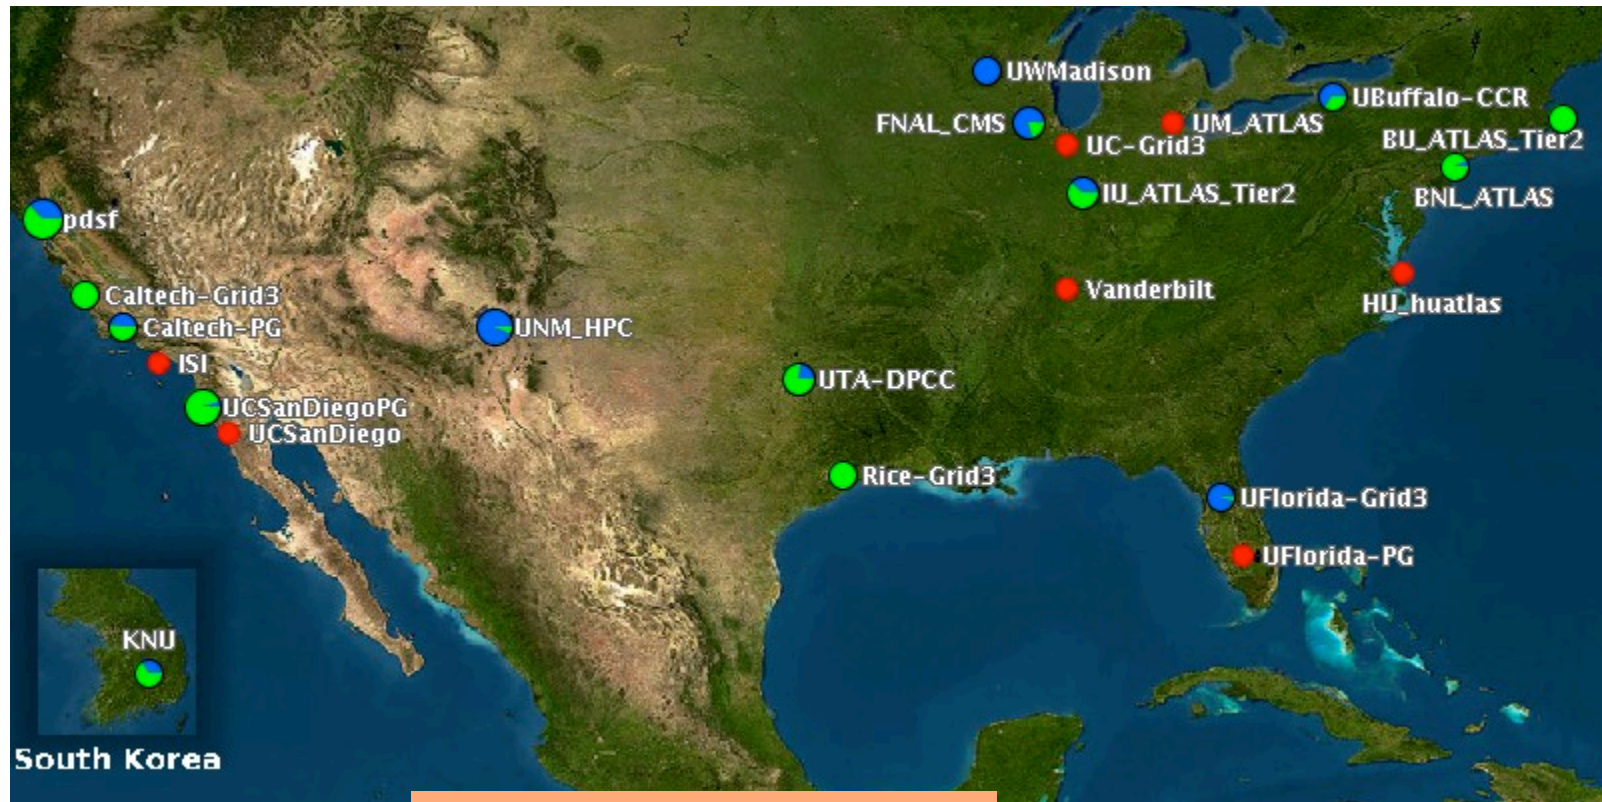 UWMadison
UBuffalo-CCR
FNAL_CMS
UM_ATLAS
BU_ATLAS_Tier2
UC-Grid3
IU_ATLAS_Tier2
BNL_ATLAS
pdsf
HU_huatlas
Vanderbilt
Caltech-Grid3
Caltech-PG
UNM_HPC
ISI
UTA-DPCC
UCSanDiegoPG
UCSanDiego
Rice-Grid3
UFlorida-Grid3
UFlorida-PG
KNU
South Korea